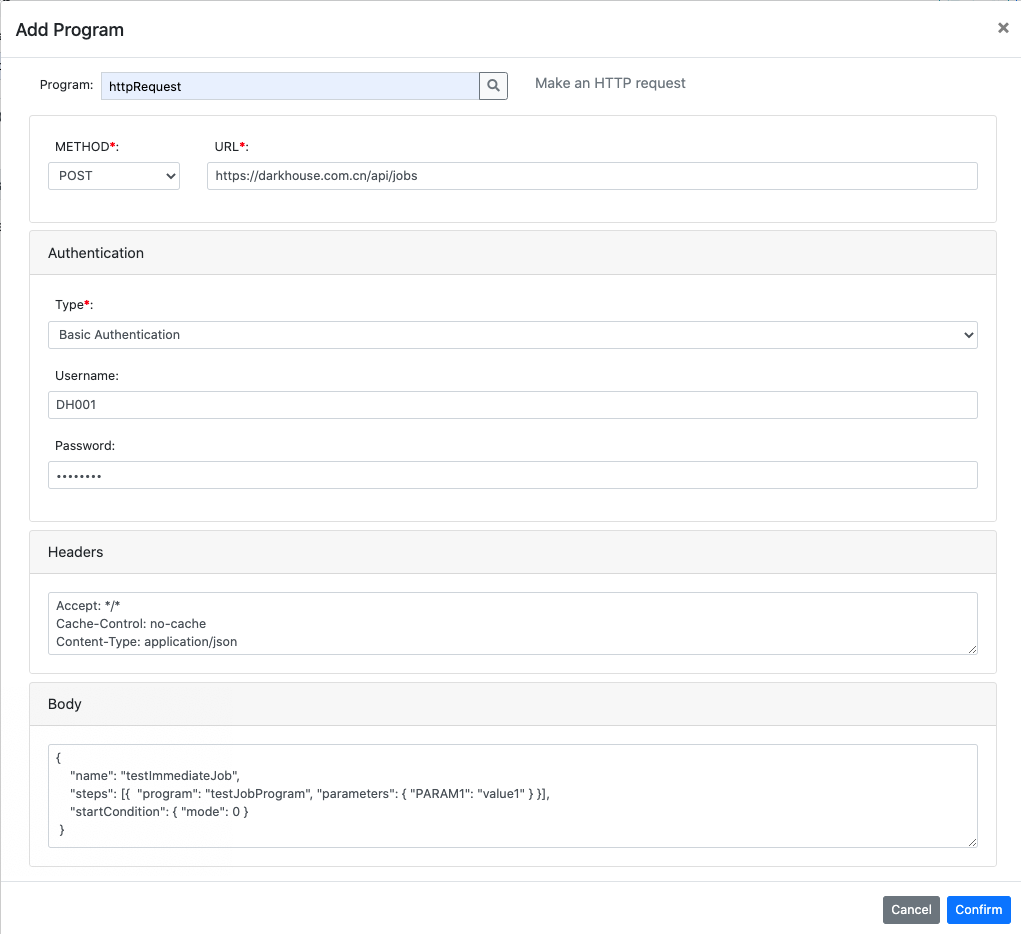 Add Program
×
Program: httpRequest Make an HTTP request
METHOD*: URL*:
POST https://darkhouse.com.cn/api/jobs
Authentication
Type*:
Basic Authentication
Username:
DH001
Password:
••••••••
Headers
Accept: */*
Cache-Control: no-cache
Content-Type: application/json
Body
{
"name": "testImmediateJob",
"steps": [{ "program": "testJobProgram", "parameters": { "PARAM1": "value1" } }],
"startCondition": { "mode": 0 }
}
Cancel Confirm